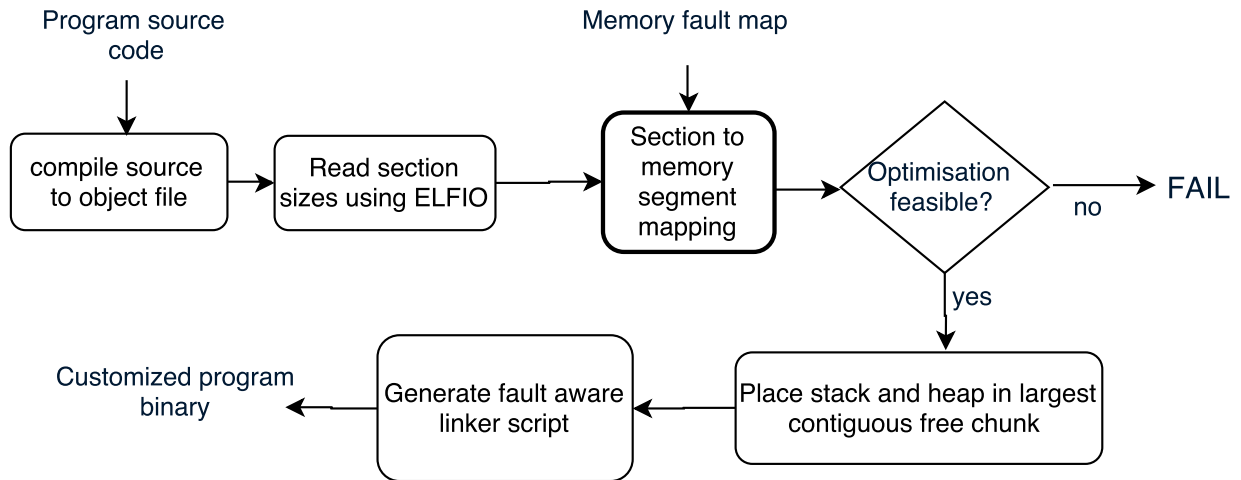 Program source
code
Memory fault map
compile source
to object file
Read section
sizes using ELFIO
Section to
memory
segment
mapping
Optimisation
feasible?
no
FAIL
yes
Place stack and heap in largest
contiguous free chunk
Generate fault aware
linker script
Customized program
binary